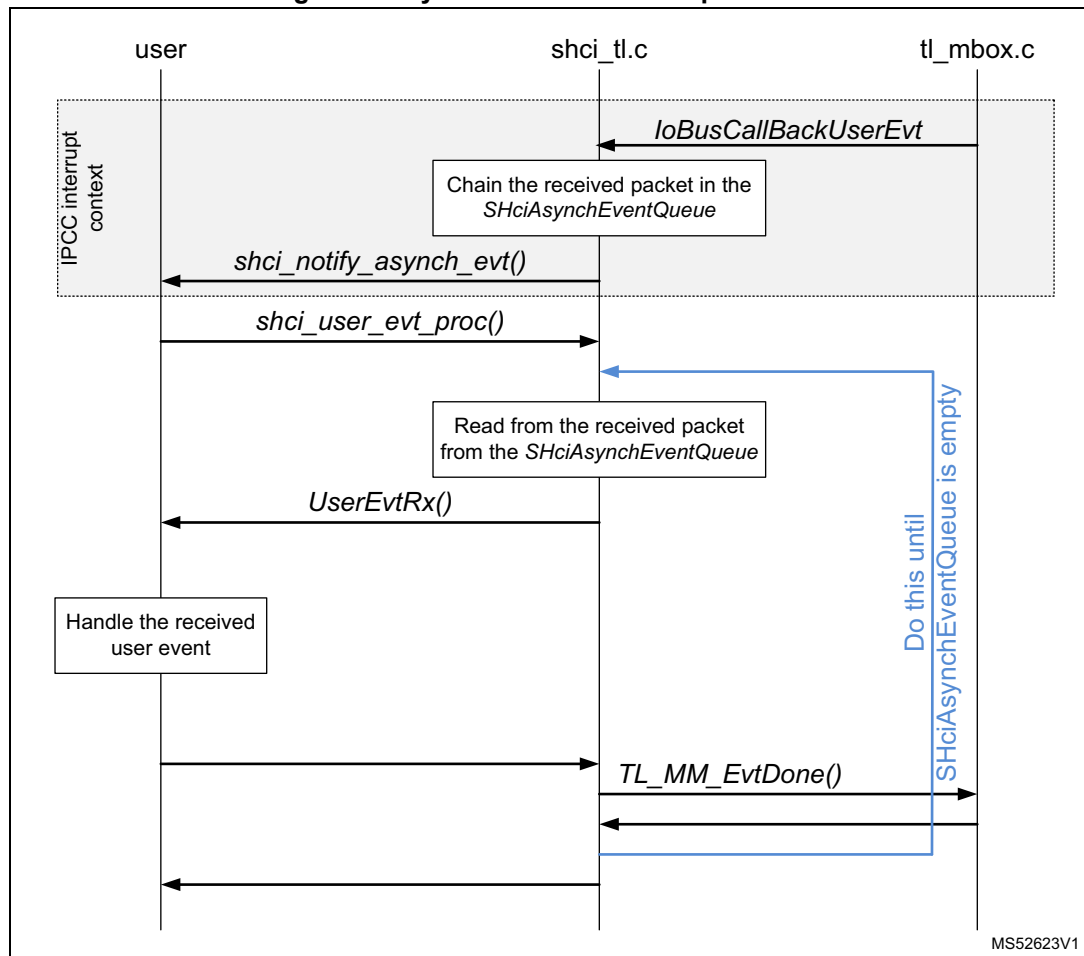 user shci_tl.c tl_mbox.c
IPCC interrupt
context
IoBusCallBackUserEvt
Chain the received packet in the
SHciAsynchEventQueue
shci_notify_asynch_evt()
shci_user_evt_proc()
Read from the received packet
from the SHciAsynchEventQueue
UserEvtRx()
Do this until
SHciAsynchEventQueue is empty
Handle the received
user event
TL_MM_EvtDone()
MS52623V1